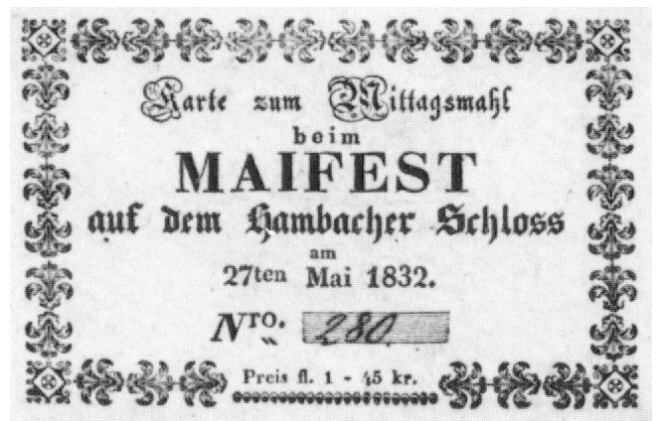 Karte zum Mittagsmahl
beim
MAIFEST
auf dem Hambacher Schloss
am
27ten Mai 1832.
Nro. 280.
Preis fl. 1 - 45 kr.